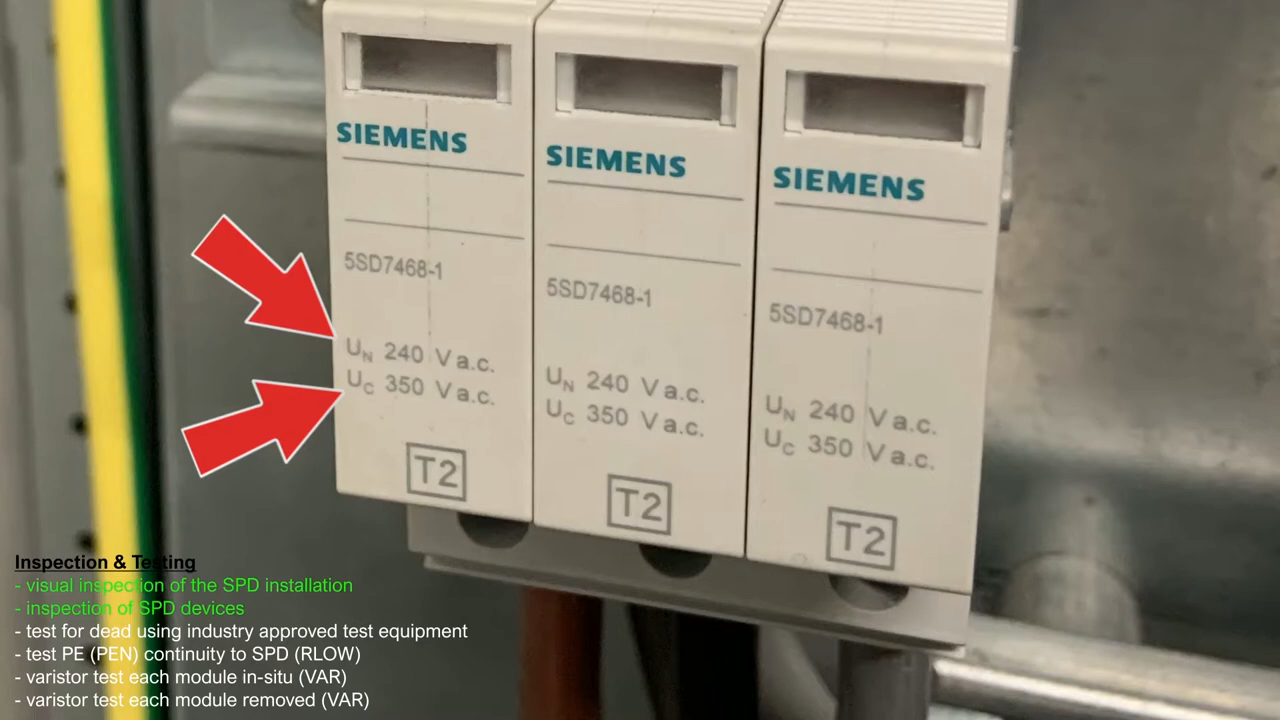 SIEMENS
5SD7468-1
UN 240 V a.c.
UC 350 V a.c.
T2
SIEMENS
5SD7468-1
UN 240 V a.c.
UC 350 V a.c.
T2
SIEMENS
5SD7468-1
UN 240 V a.c.
UC 350 V a.c.
T2
Inspection & Testing
- visual inspection of the SPD installation
- inspection of SPD devices
- test for dead using industry approved test equipment
- test PE (PEN) continuity to SPD (RLOW)
- varistor test each module in-situ (VAR)
- varistor test each module removed (VAR)